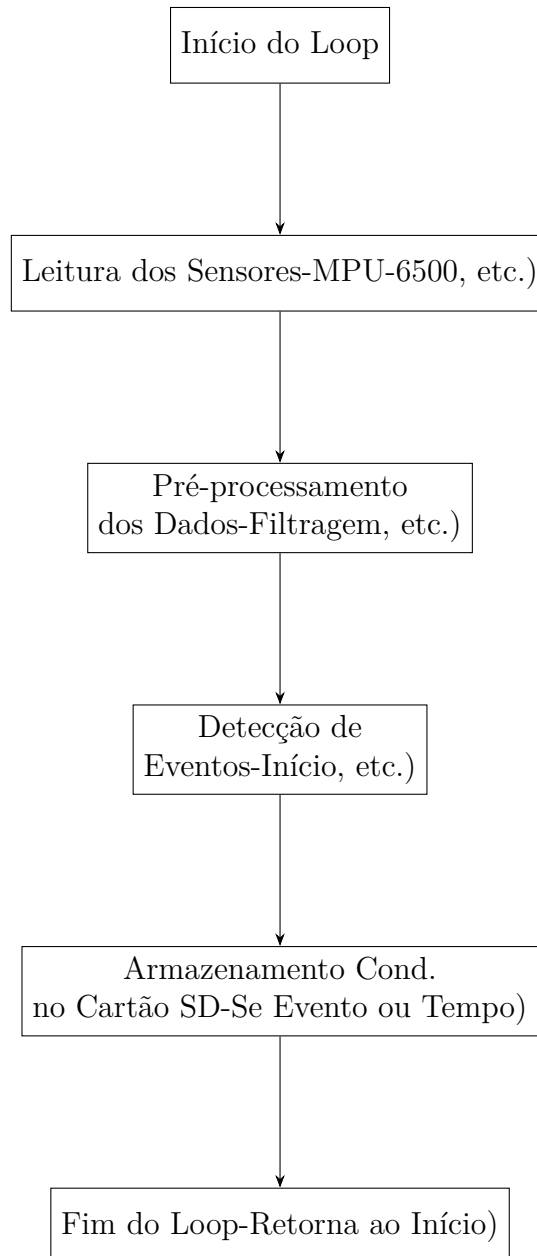 Início do Loop
Leitura dos Sensores-MPU-6500, etc.)
Pré-processamento
dos Dados-Filtragem, etc.)
Detecção de
Eventos-Início, etc.)
Armazenamento Cond.
no Cartão SD-Se Evento ou Tempo)
Fim do Loop-Retorna ao Início)